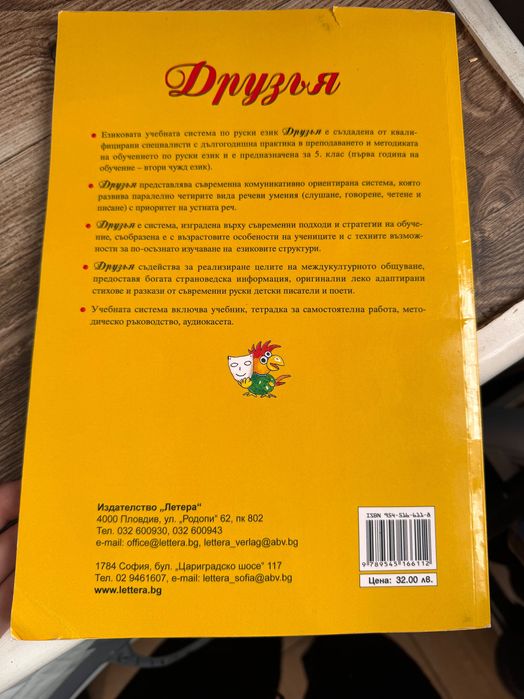 Друзья
• Езиковата учебната система по руски език Друзья е създадена от квали-
фицирани специалисти с дългогодишна практика в преподаването и методиката
на обучението по руски език и е предназначена за 5. клас (първа година на
обучение – втори чужд език).
• Друзья представлява съвременна комуникативно ориентирана система, която
развива паралелно четирите вида речеви умения (слушане, говорене, четене и
писане) с приоритет на устната реч.
• Друзья е система, изградена върху съвременни подходи и стратегии на обуче-
ние, съобразена е с възрастовите особености на учениците и с техните възмож-
ности за по-осъзнато изучаване на езиковите структури.
• Друзья съдейства за реализиране целите на междукултурното общуване,
предоставя богата страноведска информация, оригинални леко адаптирани
стихове и разкази от съвременни руски детски писатели и поети.
• Учебната система включва учебник, тетрадка за самостоятелна работа, мето-
дическо ръководство, аудиокасета.
Издателство „Летера“
4000 Пловдив, ул. „Родопи“ 62, пк 802
Тел. 032 600930, 032 600943
e-mail: office@lettera.bg, lettera_verlag@abv.bg
1784 София, бул. „Цариградско шосе“ 117
Тел. 02 9461607, e-mail: lettera_sofia@abv.bg
www.lettera.bg
ISBN 954-516-611-8
9 789545 166112
Цена: 32.00 лв.